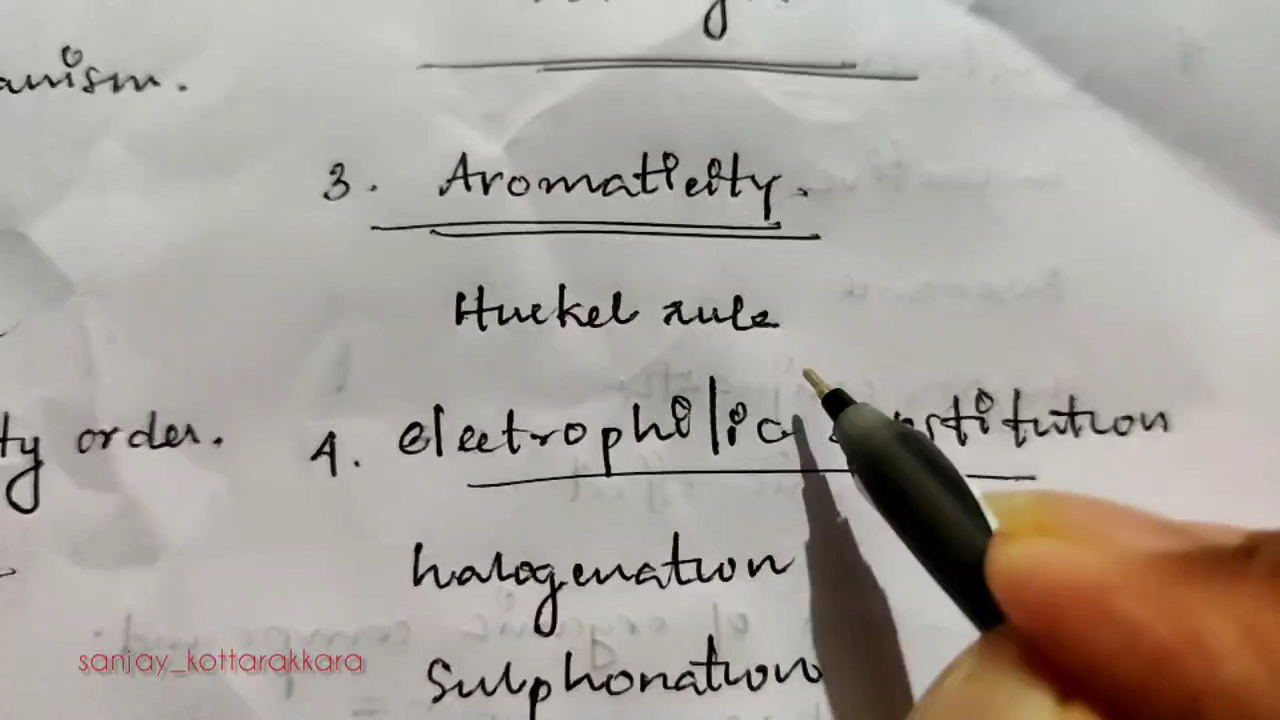 anism.
3. Aromaticity.
Huckel rule
ty order.
4. electrophilic
halogenation
Sulphonation
sanjay_kottarakkara